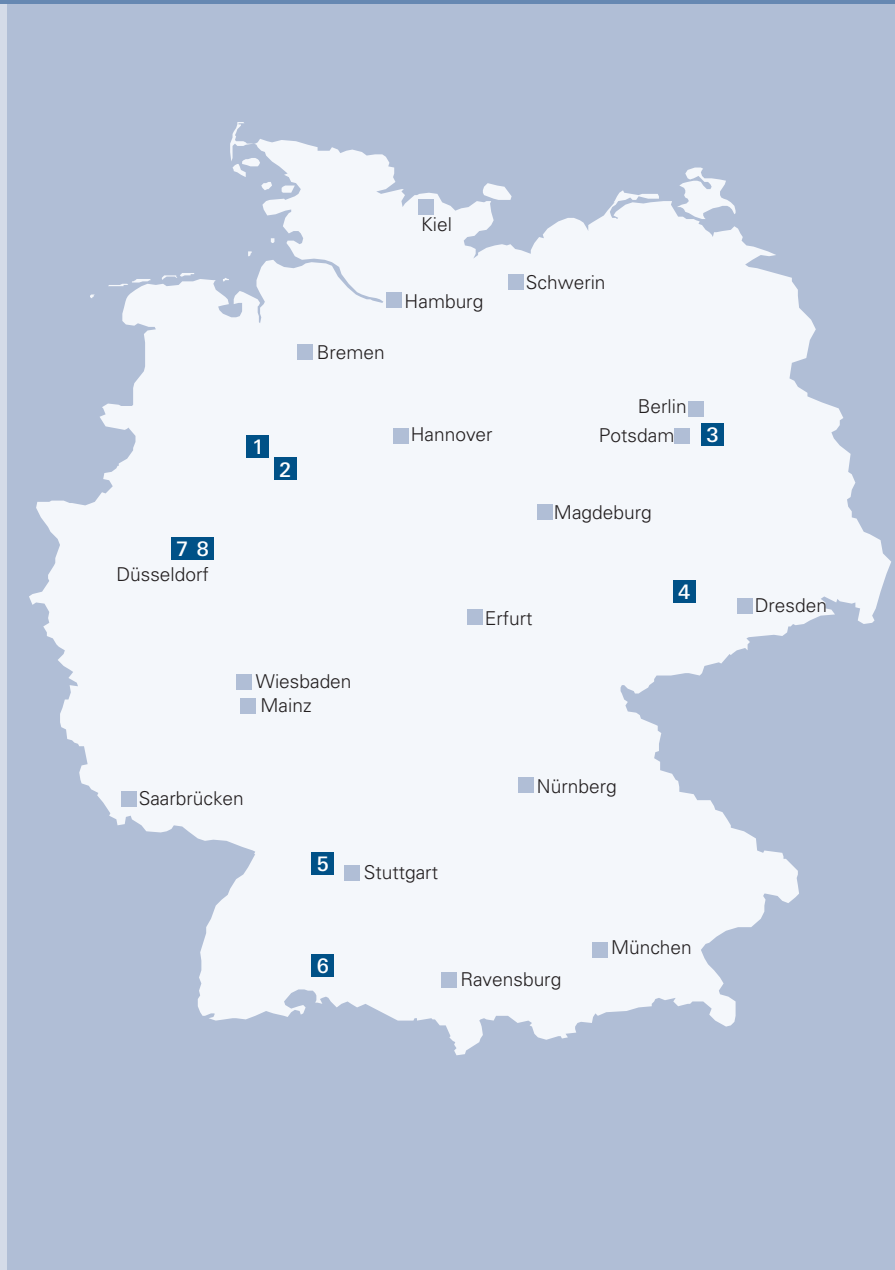 Kiel
Schwerin
Hamburg
Bremen
Berlin
Hannover
Potsdam 3
1
2
Magdeburg
7 8
Düsseldorf
4
Dresden
Erfurt
Wiesbaden
Mainz
Nürnberg
Saarbrücken
5
Stuttgart
München
6
Ravensburg